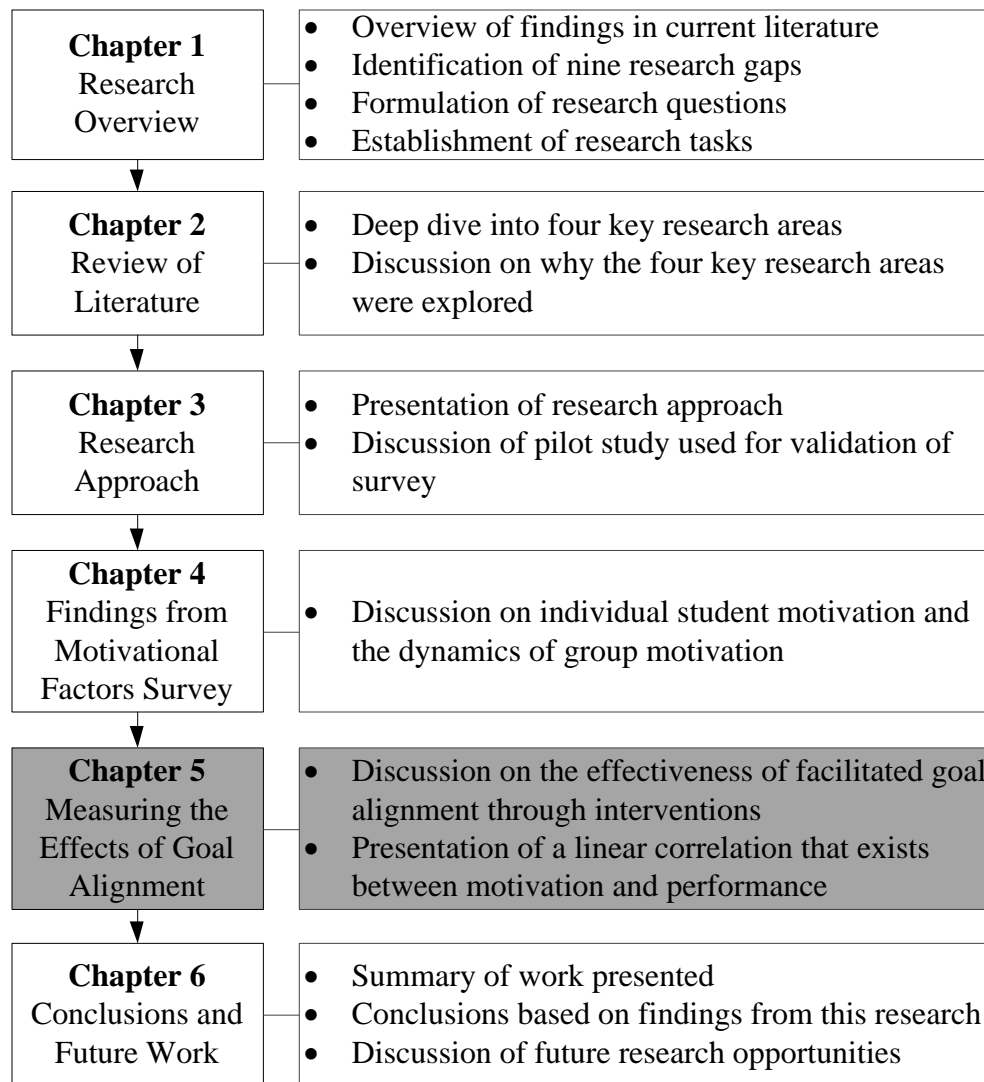 Chapter 1
Research
Overview
• Overview of findings in current literature
• Identification of nine research gaps
• Formulation of research questions
• Establishment of research tasks
Chapter 2
Review of
Literature
• Deep dive into four key research areas
• Discussion on why the four key research areas
were explored
Chapter 3
Research
Approach
• Presentation of research approach
• Discussion of pilot study used for validation of
survey
Chapter 4
Findings from
Motivational
Factors Survey
• Discussion on individual student motivation and
the dynamics of group motivation
Chapter 5
Measuring the
Effects of Goal
Alignment
• Discussion on the effectiveness of facilitated goal
alignment through interventions
• Presentation of a linear correlation that exists
between motivation and performance
Chapter 6
Conclusions and
Future Work
• Summary of work presented
• Conclusions based on findings from this research
• Discussion of future research opportunities